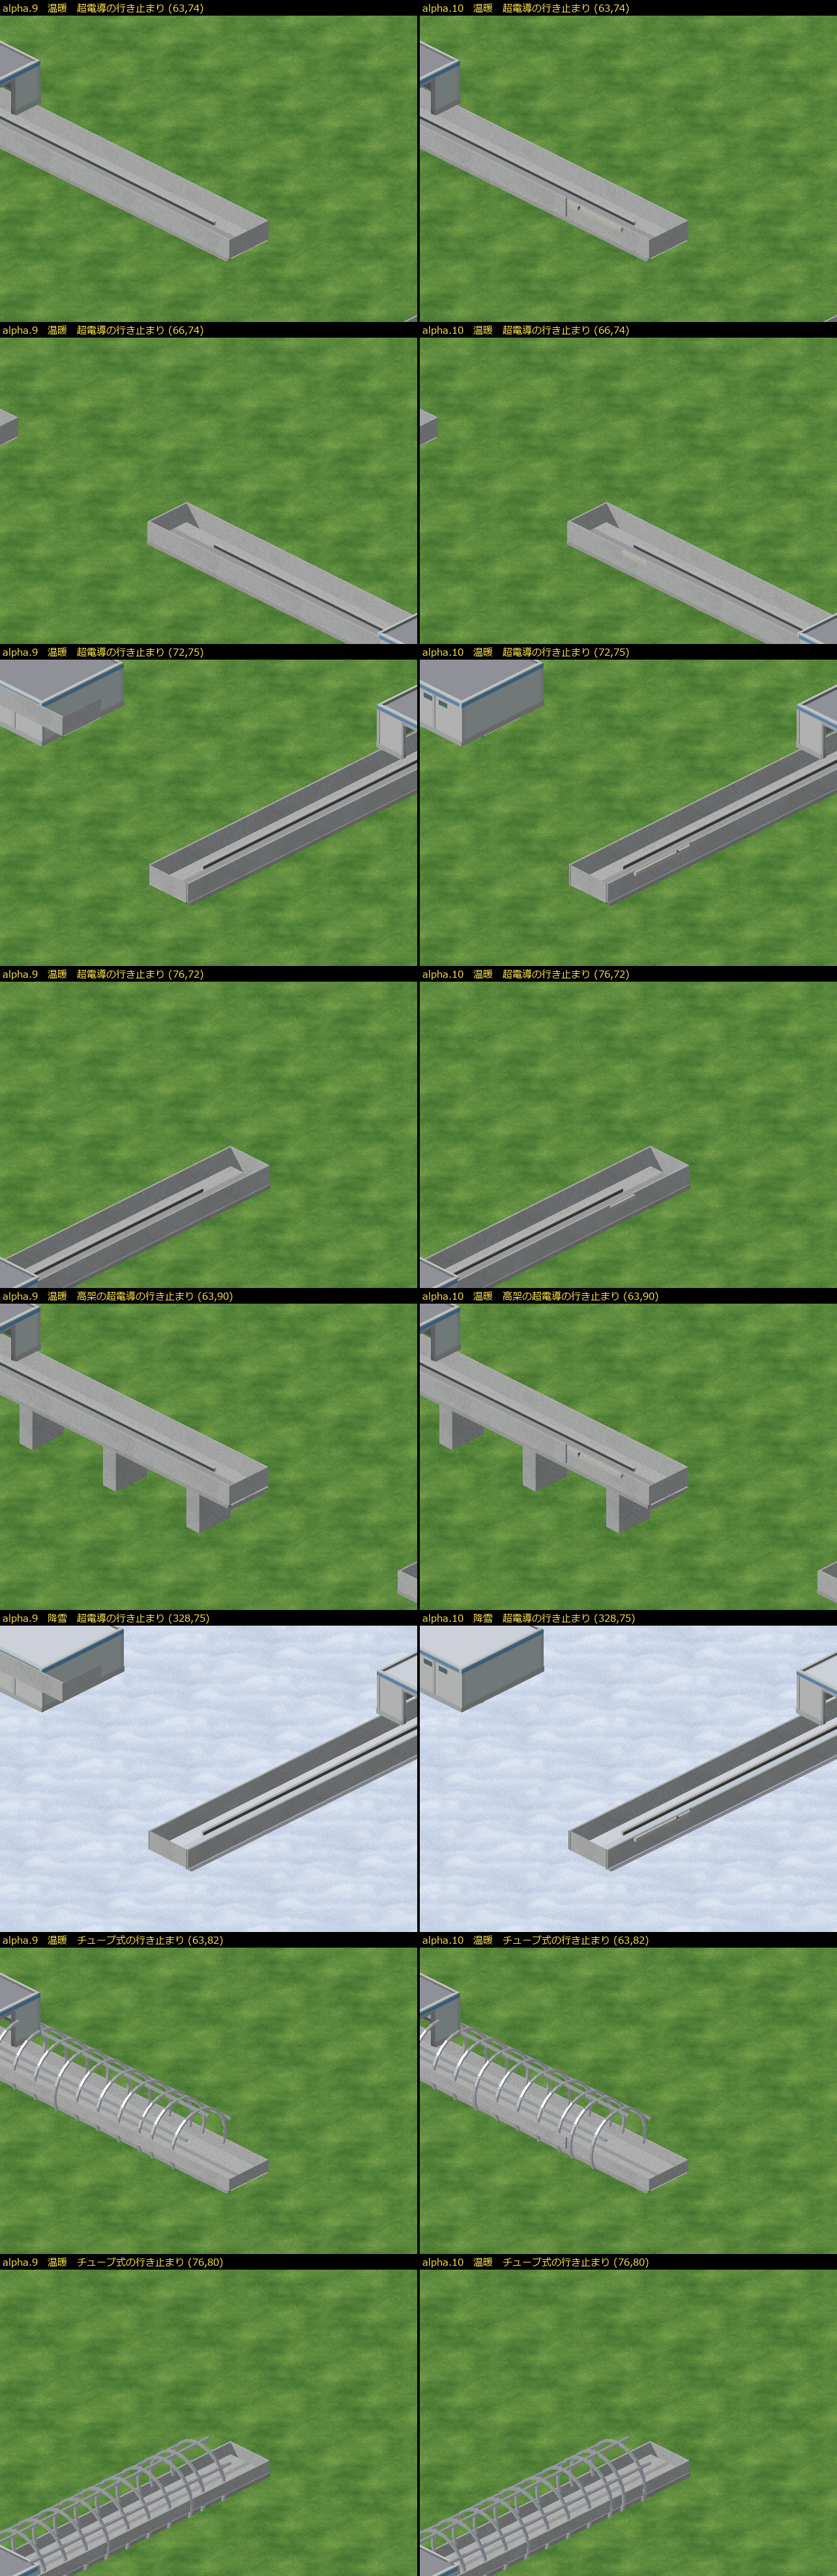 alpha.9 温暖 超電導の行き止まり (63,74)
alpha.10 温暖 超電導の行き止まり (63,74)
alpha.9 温暖 超電導の行き止まり (66,74)
alpha.10 温暖 超電導の行き止まり (66,74)
alpha.9 温暖 超電導の行き止まり (72,75)
alpha.10 温暖 超電導の行き止まり (72,75)
alpha.9 温暖 超電導の行き止まり (76,72)
alpha.10 温暖 超電導の行き止まり (76,72)
alpha.9 温暖 高架の超電導の行き止まり (63,90)
alpha.10 温暖 高架の超電導の行き止まり (63,90)
alpha.9 降雪 超電導の行き止まり (328,75)
alpha.10 降雪 超電導の行き止まり (328,75)
alpha.9 温暖 チューブ式の行き止まり (63,82)
alpha.10 温暖 チューブ式の行き止まり (63,82)
alpha.9 温暖 チューブ式の行き止まり (76,80)
alpha.10 温暖 チューブ式の行き止まり (76,80)